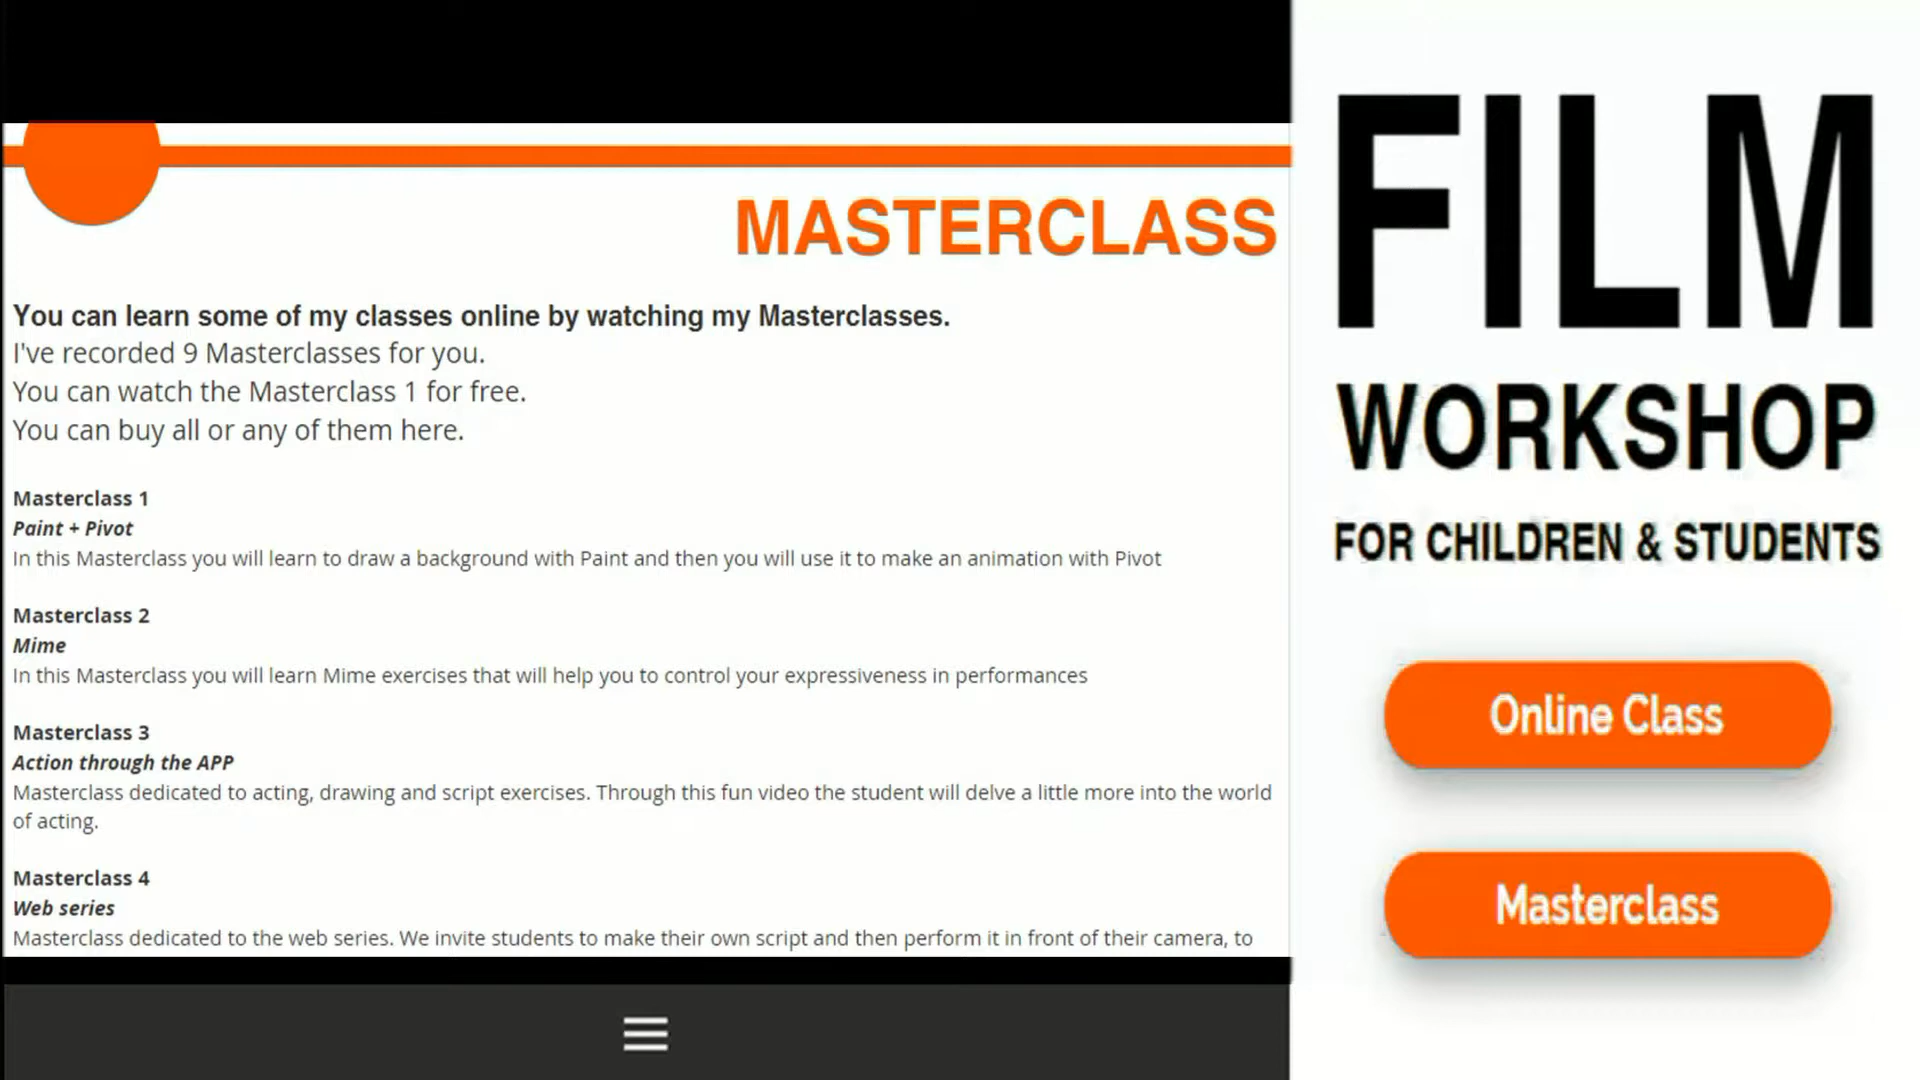 MASTERCLASS
You can learn some of my classes online by watching my Masterclasses.
I've recorded 9 Masterclasses for you.
You can watch the Masterclass 1 for free.
You can buy all or any of them here.
Masterclass 1
Paint + Pivot
In this Masterclass you will learn to draw a background with Paint and then you will use it to make an animation with Pivot
Masterclass 2
Mime
In this Masterclass you will learn Mime exercises that will help you to control your expressiveness in performances
Masterclass 3
Action through the APP
Masterclass dedicated to acting, drawing and script exercises. Through this fun video the student will delve a little more into the world
of acting.
Masterclass 4
Web series
Masterclass dedicated to the web series. We invite students to make their own script and then perform it in front of their camera, to
FILM
WORKSHOP
FOR CHILDREN & STUDENTS
Online Class
Masterclass